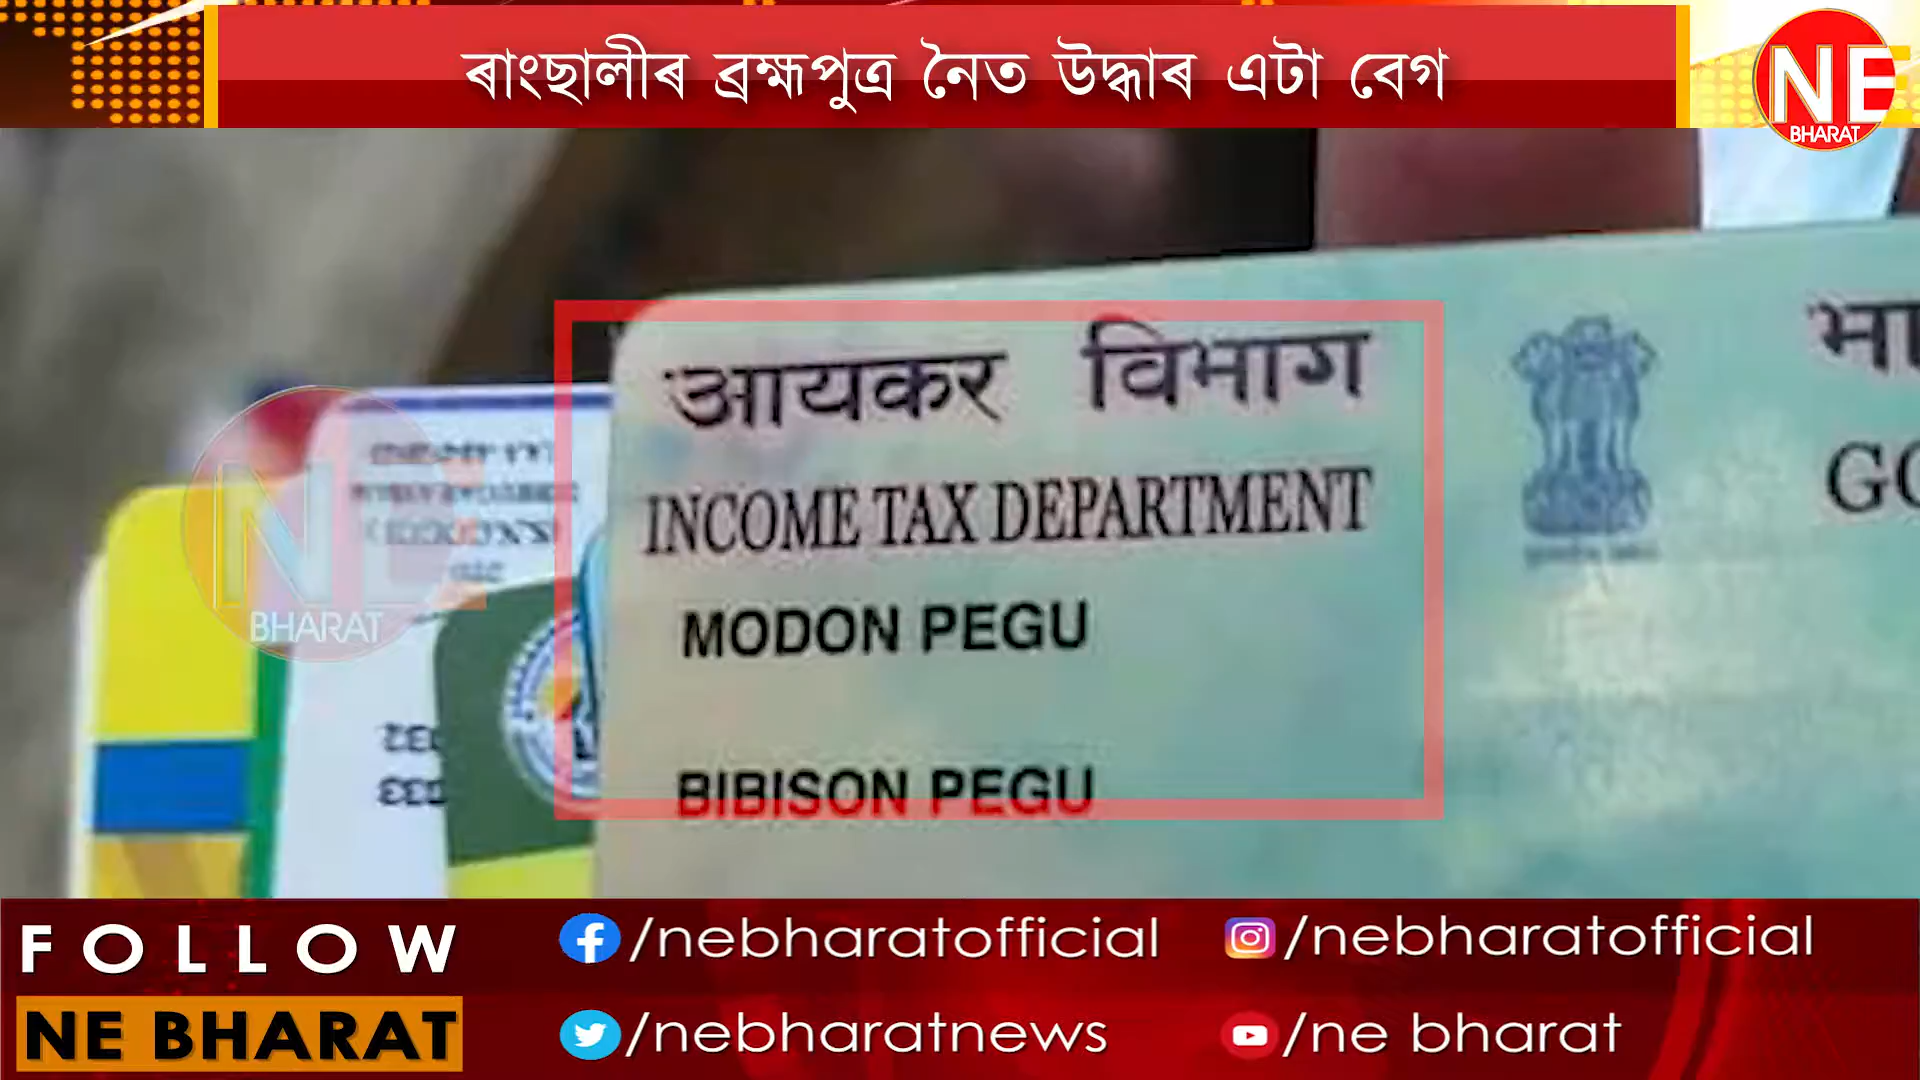 ৰাংছালীৰ ব্ৰহ্মপুত্ৰ নৈত উদ্ধাৰ এটা বেগ
NE
BHARAT
आयकर विभाग
भा
INCOME TAX DEPARTMENT
GO
MODON PEGU
BIBISON PEGU
NE
BHARAT
FOLLOW
NE BHARAT
/nebharatofficial
/nebharatofficial
/nebharatnews
/ne bharat